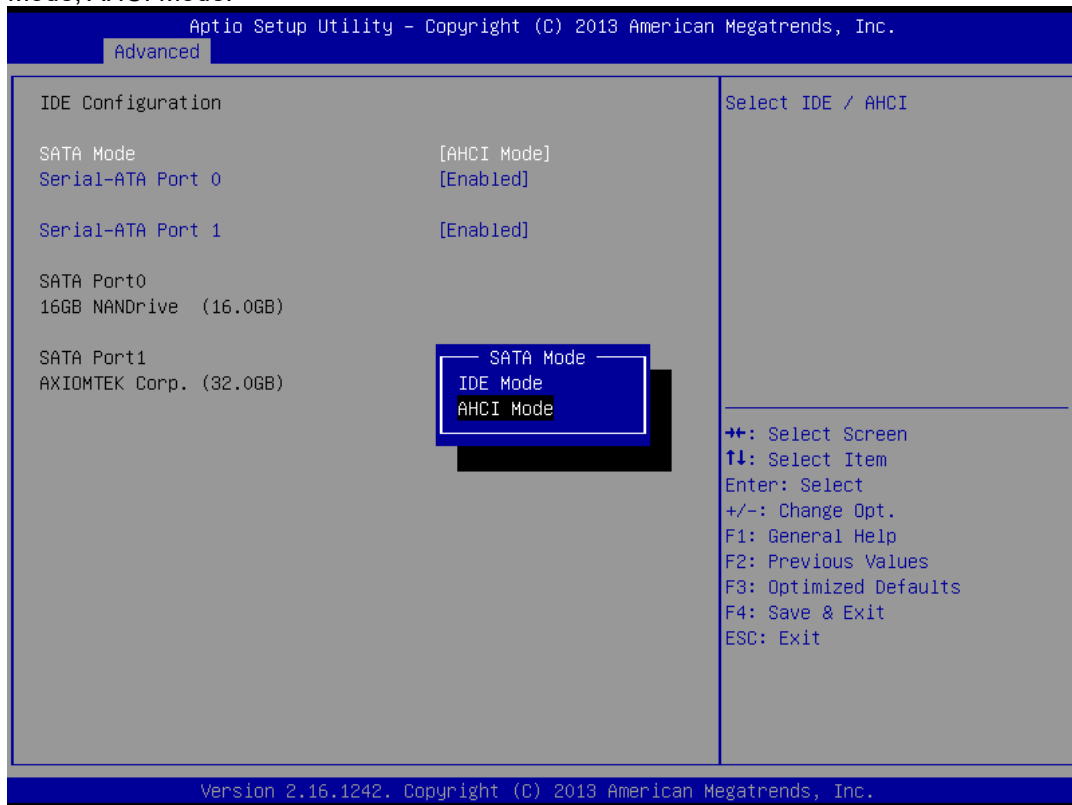 Aptio Setup Utility – Copyright (C) 2013 American Megatrends, Inc.
Advanced
IDE Configuration
Select IDE / AHCI
SATA Mode [AHCI Mode]
Serial-ATA Port 0 [Enabled]
Serial-ATA Port 1 [Enabled]
SATA Port0
16GB NANDrive (16.0GB)
SATA Port1
AXIOMTEK Corp. (32.0GB)
SATA Mode
IDE Mode
AHCI Mode
→←: Select Screen
↑↓: Select Item
Enter: Select
+/-: Change Opt.
F1: General Help
F2: Previous Values
F3: Optimized Defaults
F4: Save & Exit
ESC: Exit
Version 2.16.1242. Copyright (C) 2013 American Megatrends, Inc.